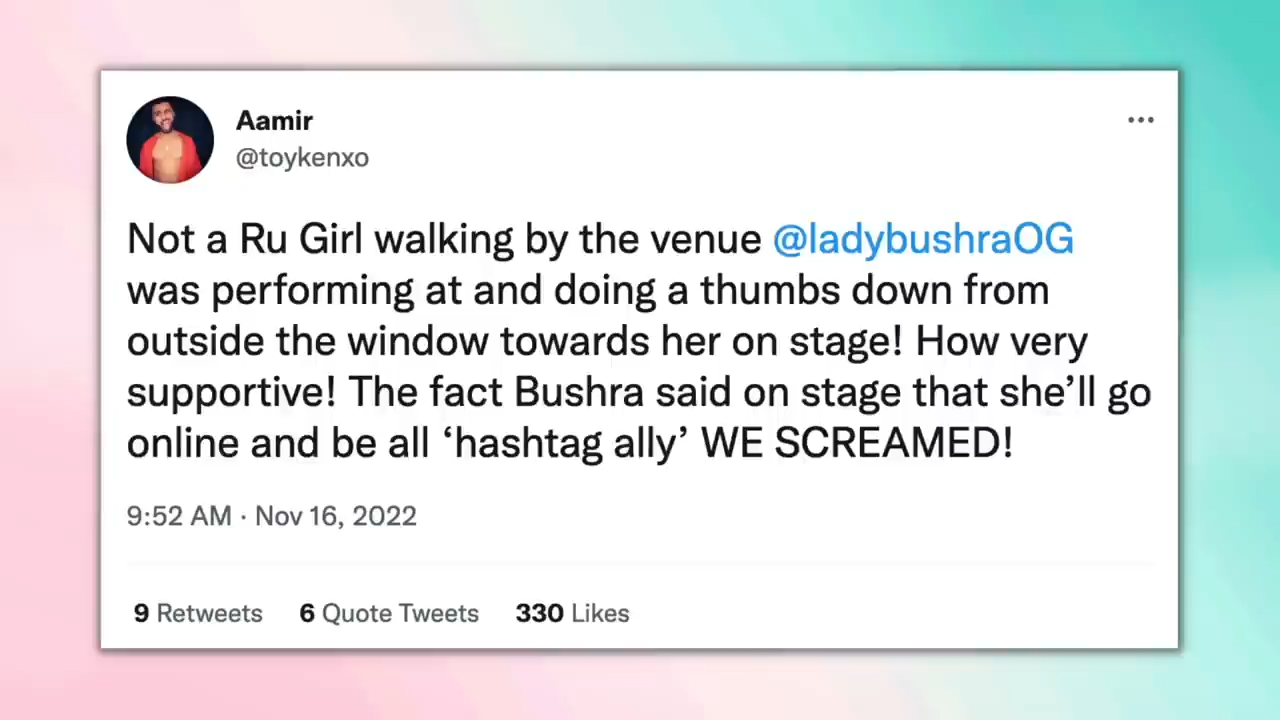 Aamir
@toykenxo
Not a Ru Girl walking by the venue @ladybushraOG
was performing at and doing a thumbs down from
outside the window towards her on stage! How very
supportive! The fact Bushra said on stage that she’ll go
online and be all ‘hashtag ally’ WE SCREAMED!
9:52 AM · Nov 16, 2022
9 Retweets 6 Quote Tweets 330 Likes